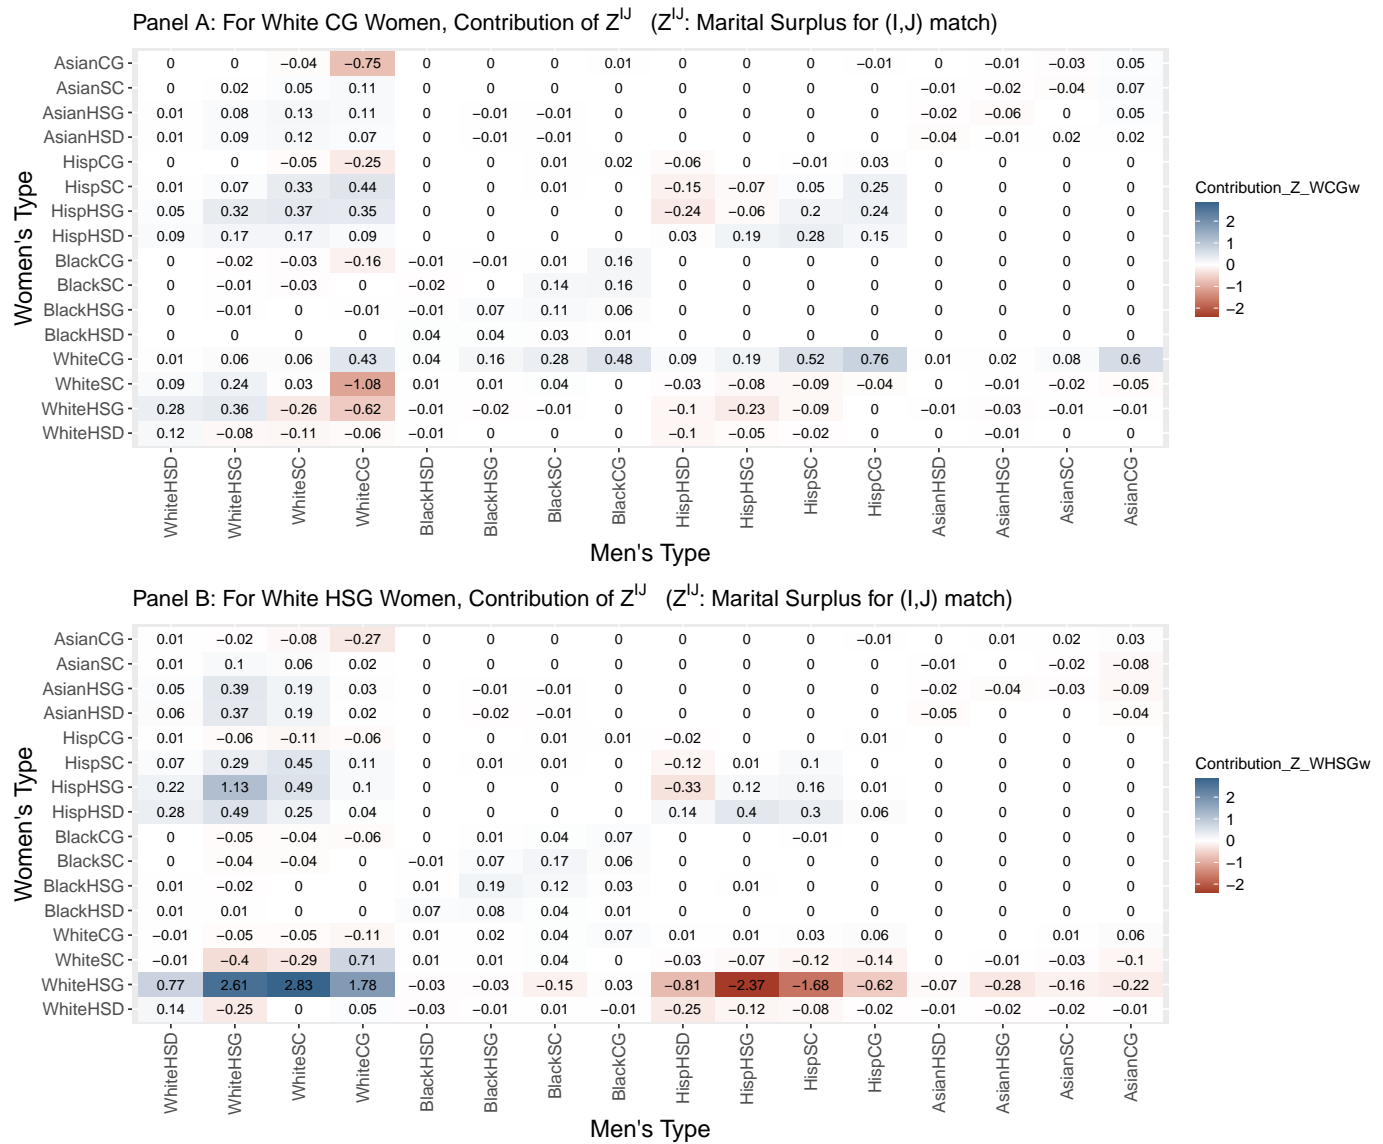 Panel A: For White CG Women, Contribution of Z^IJ (Z^IJ: Marital Surplus for (I,J) match)
AsianCG 0 0 −0.04 −0.75 0 0 0 0.01 0 0 0 −0.01 0 −0.01 −0.03 0.05
AsianSC 0 0.02 0.05 0.11 0 0 0 0 0 0 0 0 −0.01 −0.02 −0.04 0.07
AsianHSG 0.01 0.08 0.13 0.11 0 −0.01 −0.01 0 0 0 0 0 −0.02 −0.06 0 0.05
AsianHSD 0.01 0.09 0.12 0.07 0 −0.01 −0.01 0 0 0 0 0 −0.04 −0.01 0.02 0.02
HispCG 0 0 −0.05 −0.25 0 0 0.01 0.02 −0.06 0 −0.01 0.03 0 0 0 0
HispSC 0.01 0.07 0.33 0.44 0 0 0.01 0 −0.15 −0.07 0.05 0.25 0 0 0 0
HispHSG 0.05 0.32 0.37 0.35 0 0 0 0 −0.24 −0.06 0.2 0.24 0 0 0 0
HispHSD 0.09 0.17 0.17 0.09 0 0 0 0 0.03 0.19 0.28 0.15 0 0 0 0
BlackCG 0 −0.02 −0.03 −0.16 −0.01 −0.01 0.01 0.16 0 0 0 0 0 0 0 0
BlackSC 0 −0.01 −0.03 0 −0.02 0 0.14 0.16 0 0 0 0 0 0 0 0
BlackHSG 0 −0.01 0 −0.01 −0.01 0.07 0.11 0.06 0 0 0 0 0 0 0 0
BlackHSD 0 0 0 0 0.04 0.04 0.03 0.01 0 0 0 0 0 0 0 0
WhiteCG 0.01 0.06 0.06 0.43 0.04 0.16 0.28 0.48 0.09 0.19 0.52 0.76 0.01 0.02 0.08 0.6
WhiteSC 0.09 0.24 0.03 −1.08 0.01 0.01 0.04 0 −0.03 −0.08 −0.09 −0.04 0 −0.01 −0.02 −0.05
WhiteHSG 0.28 0.36 −0.26 −0.62 −0.01 −0.02 −0.01 0 −0.1 −0.23 −0.09 0 −0.01 −0.03 −0.01 −0.01
WhiteHSD 0.12 −0.08 −0.11 −0.06 −0.01 0 0 0 −0.1 −0.05 −0.02 0 0 −0.01 0 0
Women's Type
WhiteHSD WhiteHSG WhiteSC WhiteCG BlackHSD BlackHSG BlackSC BlackCG HispHSD HispHSG HispSC HispCG AsianHSD AsianHSG AsianSC AsianCG
Men's Type
Contribution_Z_WCGw
2
1
0
−1
−2
Panel B: For White HSG Women, Contribution of Z^IJ (Z^IJ: Marital Surplus for (I,J) match)
AsianCG 0.01 −0.02 −0.08 −0.27 0 0 0 0 0 0 0 −0.01 0 0.01 0.02 0.03
AsianSC 0.01 0.1 0.06 0.02 0 0 0 0 0 0 0 0 −0.01 0 −0.02 −0.08
AsianHSG 0.05 0.39 0.19 0.03 0 −0.01 −0.01 0 0 0 0 0 −0.02 −0.04 −0.03 −0.09
AsianHSD 0.06 0.37 0.19 0.02 0 −0.02 −0.01 0 0 0 0 0 −0.05 0 0 −0.04
HispCG 0.01 −0.06 −0.11 −0.06 0 0 0.01 0.01 −0.02 0 0 0.01 0 0 0 0
HispSC 0.07 0.29 0.45 0.11 0 0.01 0.01 0 −0.12 0.01 0.1 0 0 0 0 0
HispHSG 0.22 1.13 0.49 0.1 0 0 0 0 −0.33 0.12 0.16 0.01 0 0 0 0
HispHSD 0.28 0.49 0.25 0.04 0 0 0 0 0.14 0.4 0.3 0.06 0 0 0 0
BlackCG 0 −0.05 −0.04 −0.06 0 0.01 0.04 0.07 0 0 −0.01 0 0 0 0 0
BlackSC 0 −0.04 −0.04 0 −0.01 0.07 0.17 0.06 0 0 0 0 0 0 0 0
BlackHSG 0.01 −0.02 0 0 0.01 0.19 0.12 0.03 0 0.01 0 0 0 0 0 0
BlackHSD 0.01 0.01 0 0 0.07 0.08 0.04 0.01 0 0 0 0 0 0 0 0
WhiteCG −0.01 −0.05 −0.05 −0.11 0.01 0.02 0.04 0.07 0.01 0.01 0.03 0.06 0 0 0.01 0.06
WhiteSC −0.01 −0.4 −0.29 0.71 0.01 0.01 0.04 0 −0.03 −0.07 −0.12 −0.14 0 −0.01 −0.03 −0.1
WhiteHSG 0.77 2.61 2.83 1.78 −0.03 −0.03 −0.15 0.03 −0.81 −2.37 −1.68 −0.62 −0.07 −0.28 −0.16 −0.22
WhiteHSD 0.14 −0.25 0 0.05 −0.03 −0.01 0.01 −0.01 −0.25 −0.12 −0.08 −0.02 −0.01 −0.02 −0.02 −0.01
Women's Type
WhiteHSD WhiteHSG WhiteSC WhiteCG BlackHSD BlackHSG BlackSC BlackCG HispHSD HispHSG HispSC HispCG AsianHSD AsianHSG AsianSC AsianCG
Men's Type
Contribution_Z_WHSGw
2
1
0
−1
−2